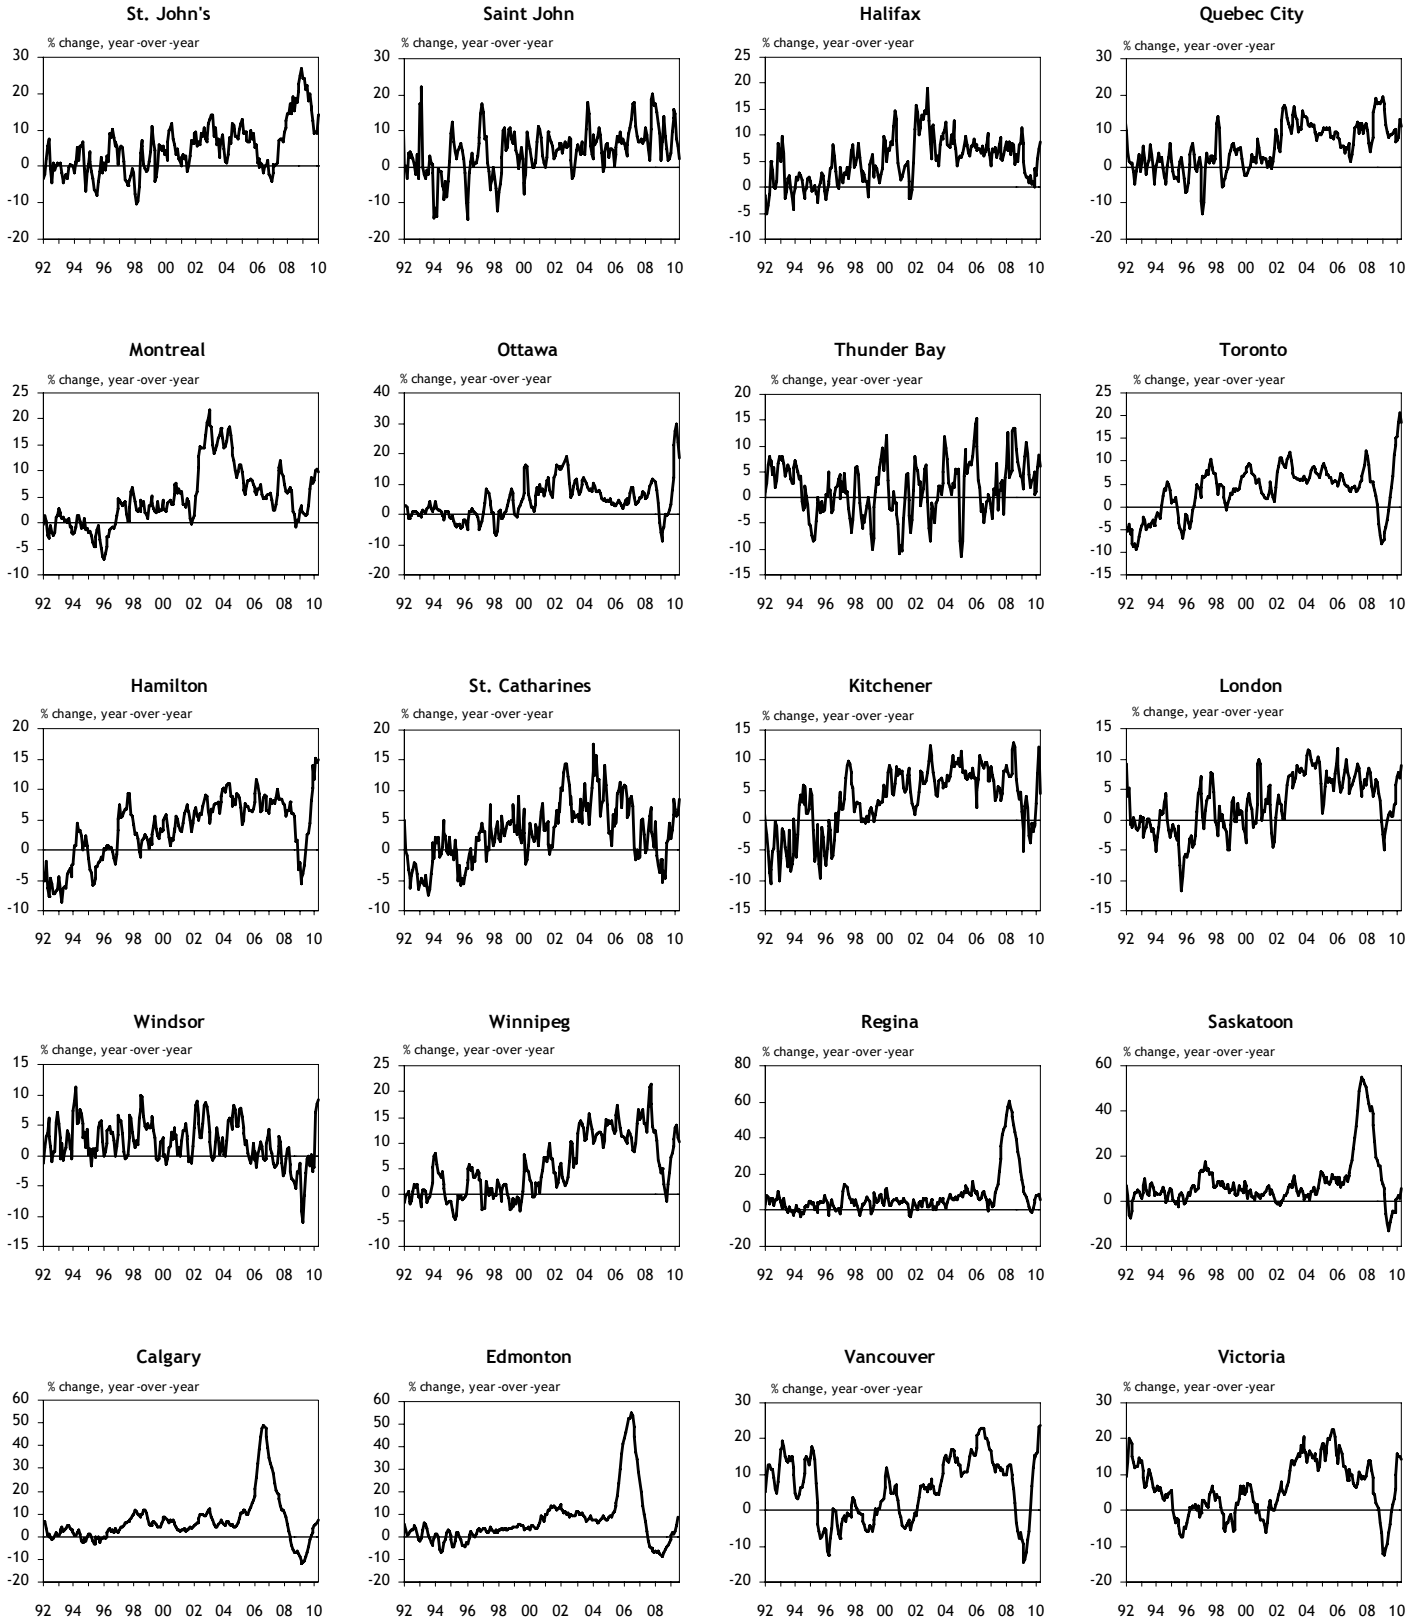 St. John's Saint John Halifax Quebec City
% change, year-over-year % change, year-over-year % change, year-over-year % change, year-over-year
30 30 25 30
20 20 20 20
15
10 10 10 10
5
0 0 0 0
-10 -10 -5 -10
-20 -20 -10 -20
92 94 96 98 00 02 04 06 08 10 92 94 96 98 00 02 04 06 08 10 92 94 96 98 00 02 04 06 08 10 92 94 96 98 00 02 04 06 08 10
Montreal Ottawa Thunder Bay Toronto
% change, year-over-year % change, year-over-year % change, year-over-year % change, year-over-year
25 40 20 25
20 30 15 20
15 20 10 15
10 10 5 10
5 0 0 5
0 -10 -5 0
-5 -20 -10 -5
-10 -15 -10
-15
92 94 96 98 00 02 04 06 08 10 92 94 96 98 00 02 04 06 08 10 92 94 96 98 00 02 04 06 08 10 92 94 96 98 00 02 04 06 08 10
Hamilton St. Catharines Kitchener London
% change, year-over-year % change, year-over-year % change, year-over-year % change, year-over-year
20 20 15 15
15 15 10 10
10 10 5 5
5 5 0 0
0 0 -5 -5
-5 -5 -10 -10
-10 -10 -15 -15
92 94 96 98 00 02 04 06 08 10 92 94 96 98 00 02 04 06 08 10 92 94 96 98 00 02 04 06 08 10 92 94 96 98 00 02 04 06 08 10
Windsor Winnipeg Regina Saskatoon
% change, year-over-year % change, year-over-year % change, year-over-year % change, year-over-year
15 25 80 60
10 20 60 40
5 15 40 20
0 10 20 0
-5 5 0 -20
-10 0 -20
-15 -5
-10
92 94 96 98 00 02 04 06 08 10 92 94 96 98 00 02 04 06 08 10 92 94 96 98 00 02 04 06 08 10 92 94 96 98 00 02 04 06 08 10
Calgary Edmonton Vancouver Victoria
% change, year-over-year % change, year-over-year % change, year-over-year % change, year-over-year
60 60 30 30
50 50 20 20
40 40 10 10
30 30 0 0
20 20 -10 -10
10 10 -20 -20
0 0
-10 -10
-20 -20
92 94 96 98 00 02 04 06 08 10 92 94 96 98 00 02 04 06 08 92 94 96 98 00 02 04 06 08 10 92 94 96 98 00 02 04 06 08 10